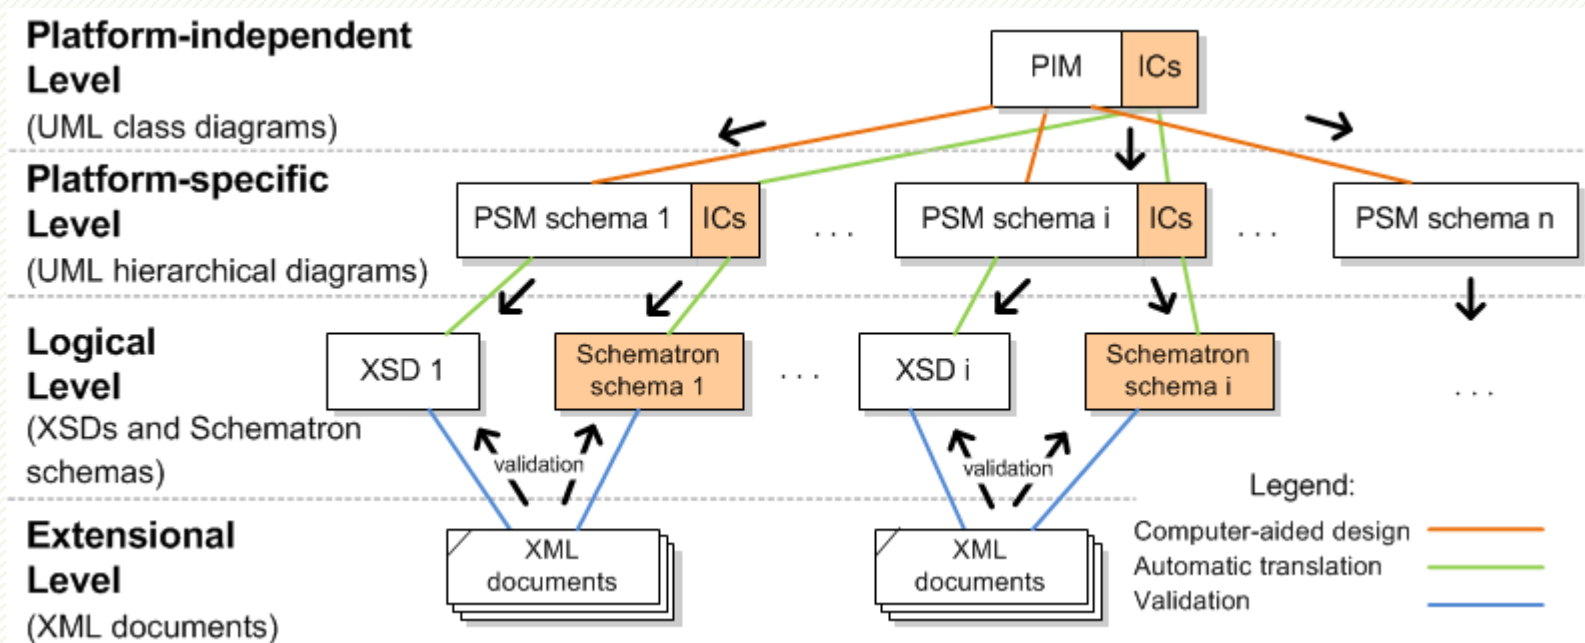 Platform-independent
Level
(UML class diagrams)
PIM
ICs
Platform-specific
Level
(UML hierarchical diagrams)
PSM schema 1
ICs
. . .
PSM schema i
ICs
. . .
PSM schema n
Logical
Level
(XSDs and Schematron
schemas)
XSD 1
Schematron
schema 1
. . .
XSD i
Schematron
schema i
. . .
validation
validation
Extensional
Level
(XML documents)
XML
documents
XML
documents
Legend:
Computer-aided design
Automatic translation
Validation